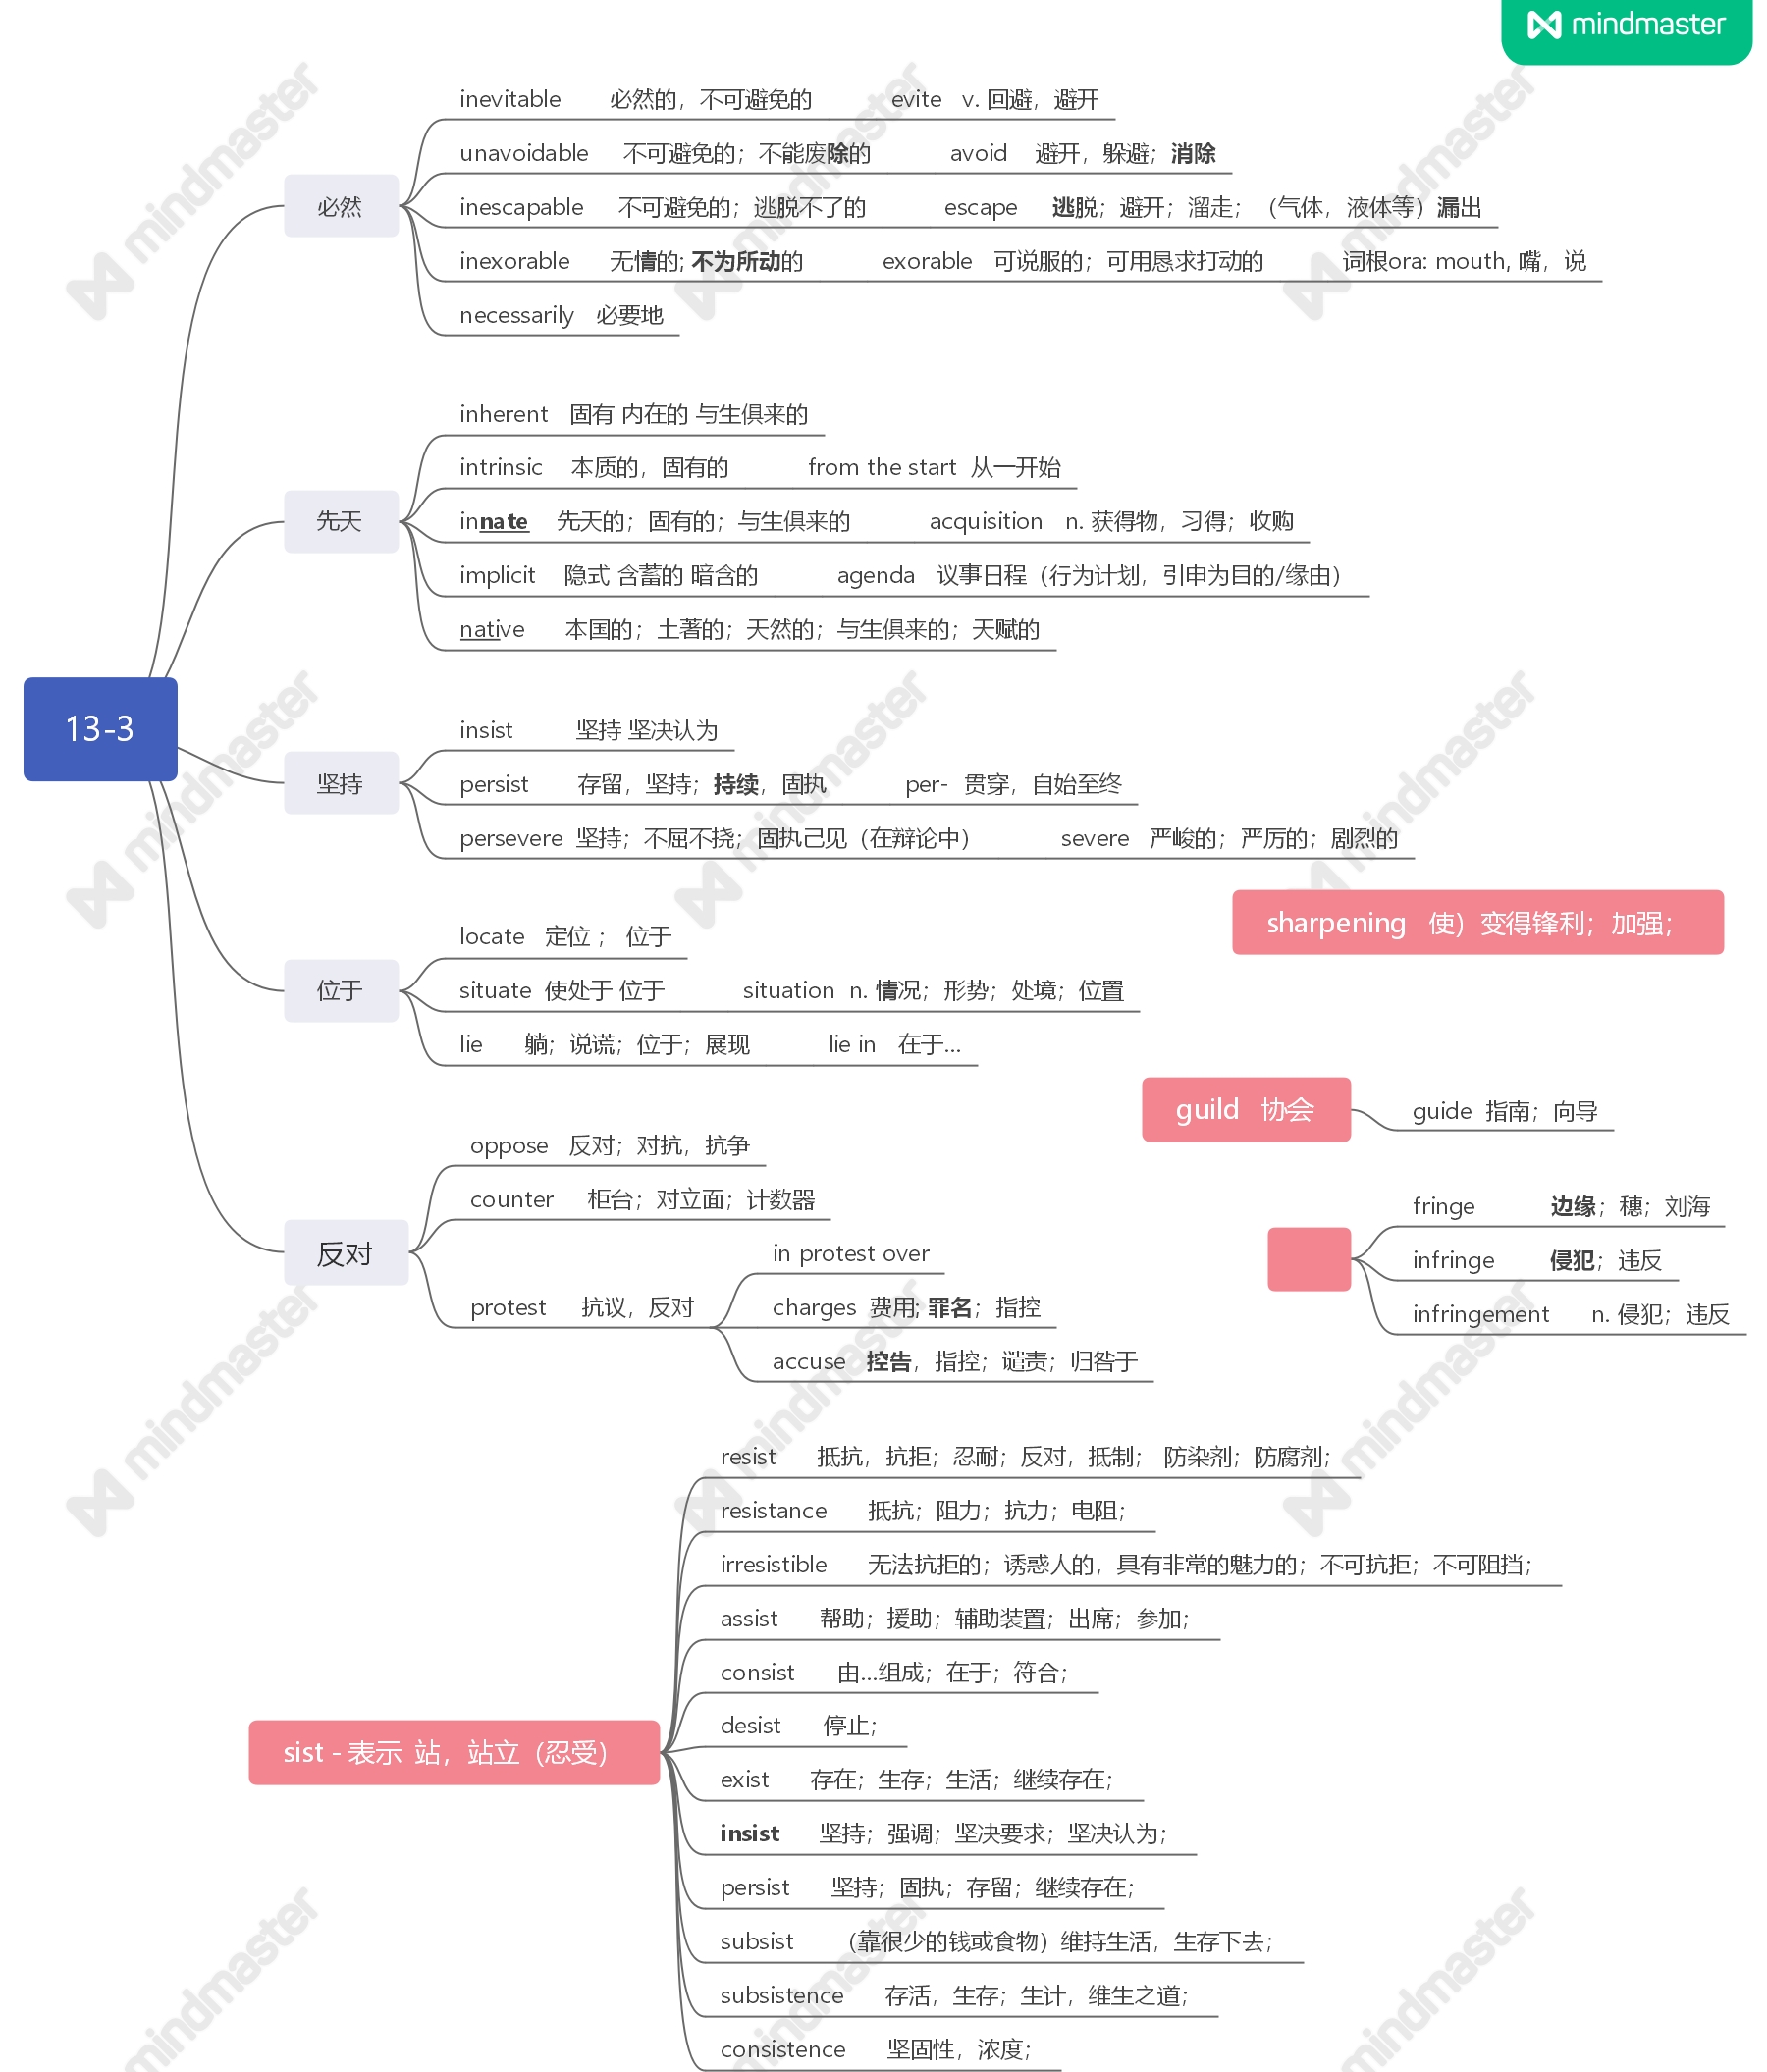 mindmaster
13-3
必然
inevitable 必然的，不可避免的 evite v. 回避，避开
unavoidable 不可避免的；不能废除的 avoid 避开，躲避；消除
inescapable 不可避免的；逃脱不了的 escape 逃脱；避开；溜走；（气体，液体等）漏出
inexorable 无情的; 不为所动的 exorable 可说服的；可用恳求打动的 词根ora: mouth, 嘴，说
necessarily 必要地
先天
inherent 固有 内在的 与生俱来的
intrinsic 本质的，固有的 from the start 从一开始
innate 先天的；固有的；与生俱来的 acquisition n. 获得物，习得；收购
implicit 隐式 含蓄的 暗含的 agenda 议事日程（行为计划，引申为目的/缘由）
native 本国的；土著的；天然的；与生俱来的；天赋的
坚持
insist 坚持 坚决认为
persist 存留，坚持；持续，固执 per- 贯穿，自始至终
persevere 坚持；不屈不挠；固执己见（在辩论中） severe 严峻的；严厉的；剧烈的
sharpening 使）变得锋利；加强；
位于
locate 定位 ； 位于
situate 使处于 位于 situation n. 情况；形势；处境；位置
lie 躺；说谎；位于；展现 lie in 在于...
guild 协会
guide 指南；向导
反对
oppose 反对；对抗，抗争
counter 柜台；对立面；计数器
protest 抗议，反对
in protest over
charges 费用; 罪名；指控
accuse 控告，指控；谴责；归咎于
fringe 边缘；穗；刘海
infringe 侵犯；违反
infringement n. 侵犯；违反
sist - 表示 站，站立（忍受）
resist 抵抗，抗拒；忍耐；反对，抵制； 防染剂；防腐剂；
resistance 抵抗；阻力；抗力；电阻；
irresistible 无法抗拒的；诱惑人的，具有非常的魅力的；不可抗拒；不可阻挡；
assist 帮助；援助；辅助装置；出席；参加；
consist 由...组成；在于；符合；
desist 停止；
exist 存在；生存；生活；继续存在；
insist 坚持；强调；坚决要求；坚决认为；
persist 坚持；固执；存留；继续存在；
subsist （靠很少的钱或食物）维持生活，生存下去；
subsistence 存活，生存；生计，维生之道；
consistence 坚固性，浓度；